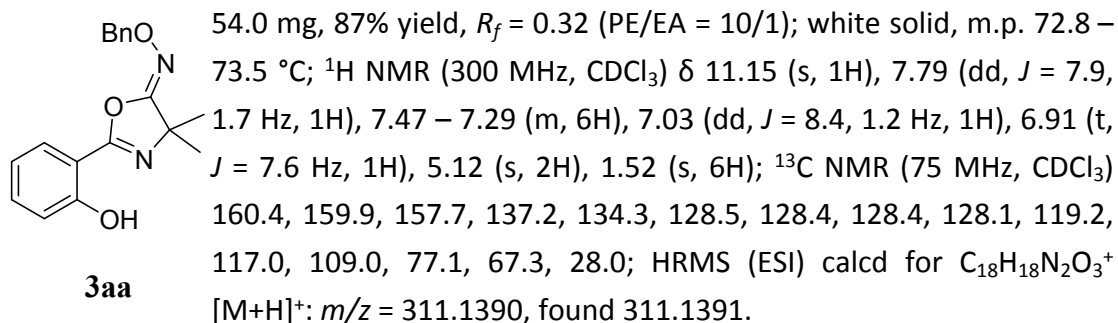 BnO
N
O
N
OH
3aa
54.0 mg, 87% yield, Rf = 0.32 (PE/EA = 10/1); white solid, m.p. 72.8 –
73.5 °C; ¹H NMR (300 MHz, CDCl₃) δ 11.15 (s, 1H), 7.79 (dd, J = 7.9,
1.7 Hz, 1H), 7.47 – 7.29 (m, 6H), 7.03 (dd, J = 8.4, 1.2 Hz, 1H), 6.91 (t,
J = 7.6 Hz, 1H), 5.12 (s, 2H), 1.52 (s, 6H); ¹³C NMR (75 MHz, CDCl₃)
160.4, 159.9, 157.7, 137.2, 134.3, 128.5, 128.4, 128.4, 128.1, 119.2,
117.0, 109.0, 77.1, 67.3, 28.0; HRMS (ESI) calcd for C₁₈H₁₈N₂O₃⁺
[M+H]⁺: m/z = 311.1390, found 311.1391.